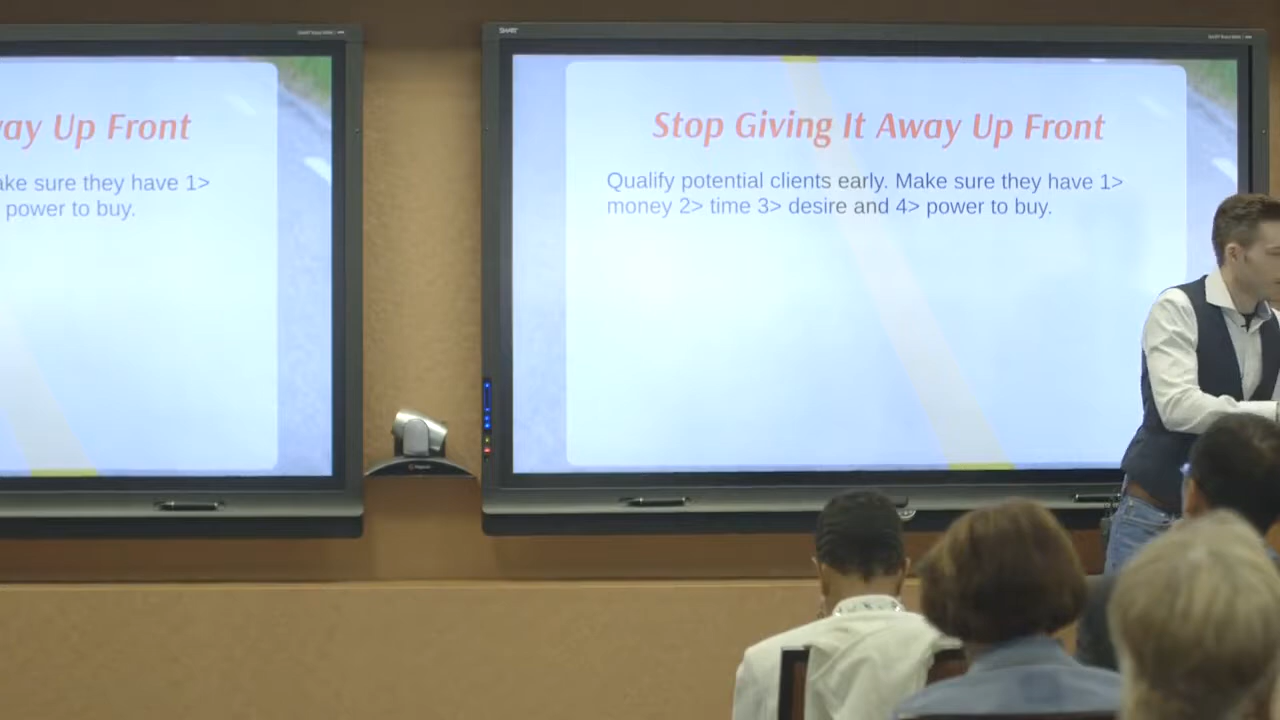 way Up Front
ake sure they have 1>
power to buy.
SMART
Stop Giving It Away Up Front
Qualify potential clients early. Make sure they have 1>
money 2> time 3> desire and 4> power to buy.